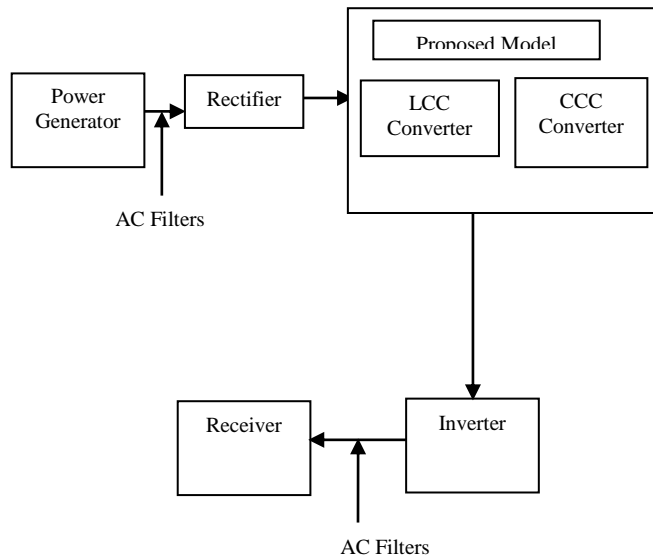 Proposed Model
Power
Generator
Rectifier
LCC
Converter
CCC
Converter
AC Filters
Receiver
Inverter
AC Filters